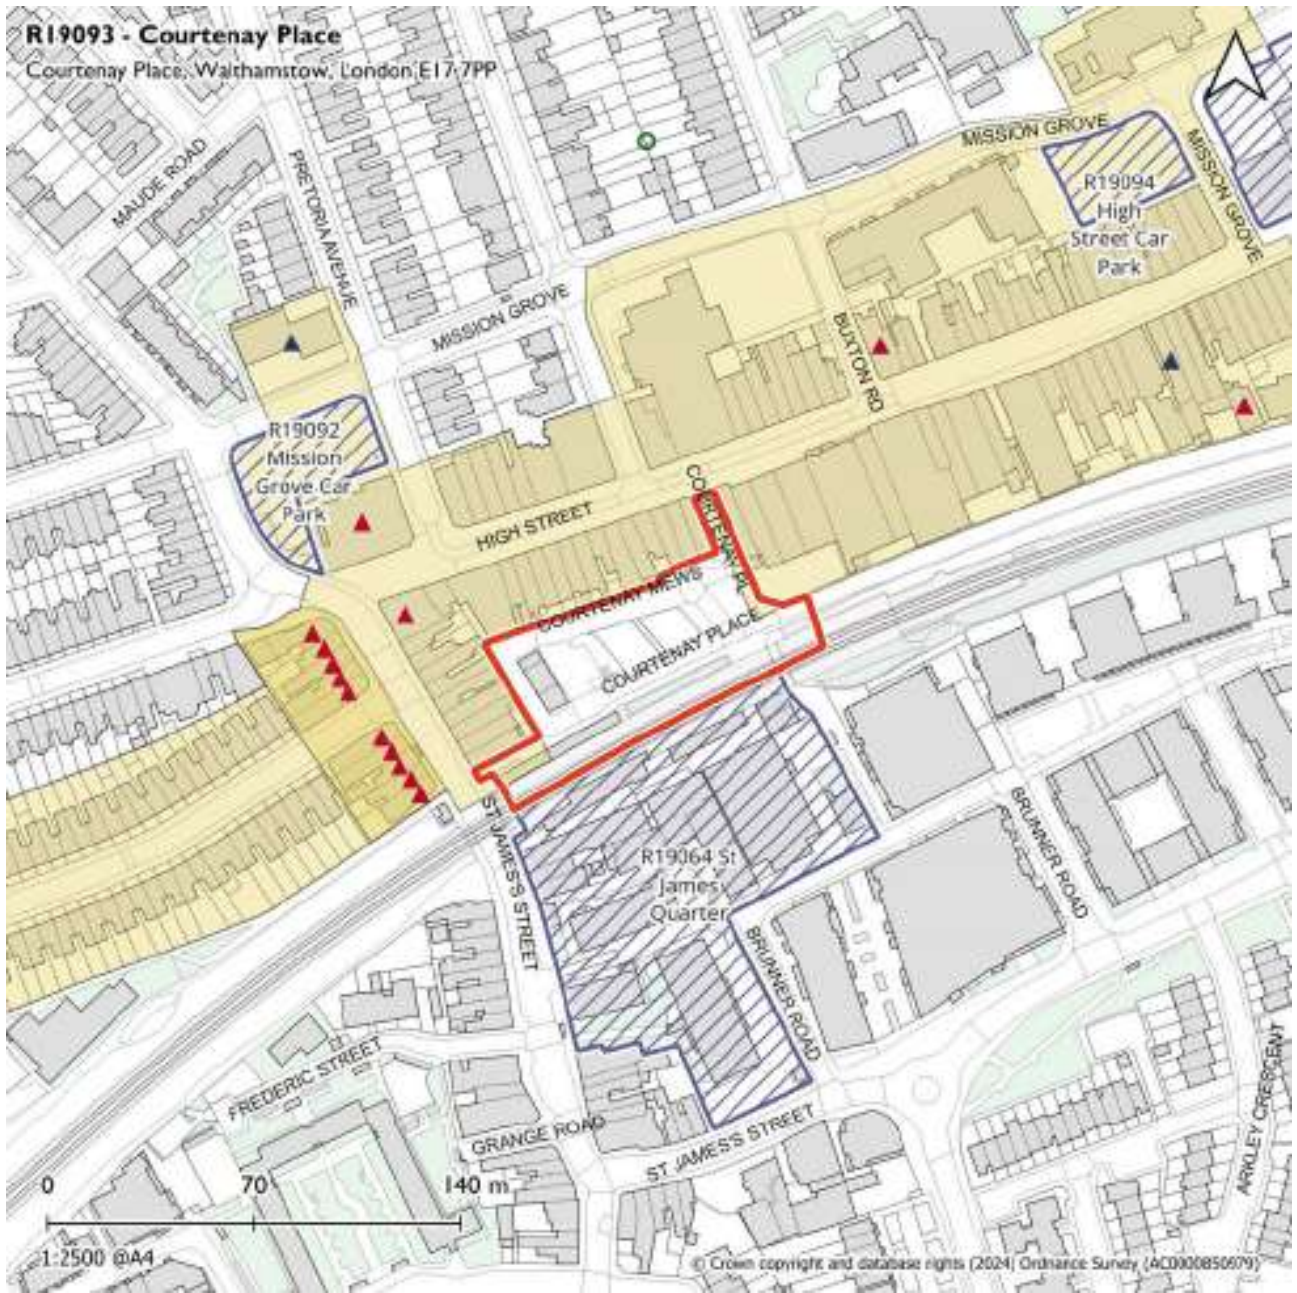 R19093 - Courtenay Place
Courtenay Place, Walthamstow, London E17 7PP
MISSION GROVE
MAUDE ROAD
PRETORIA AVENUE
MISSION GROVE
R19094
High
Street Car
Park
MISSION GROVE
BUXTON RD
R19092
Mission
Grove Car
Park
HIGH STREET
COURTENAY PL
COURTENAY MEWS
COURTENAY PLACE
ST JAMES'S STREET
R19064 St
James
Quarter
BRUNNER ROAD
BRUNNER ROAD
FREDERIC STREET
GRANGE ROAD
ST JAMES'S STREET
ARKLEY CRESCENT
0 70 140 m
1:2500 @A4
© Crown copyright and database rights (2024) Ordnance Survey (AC0000850979)